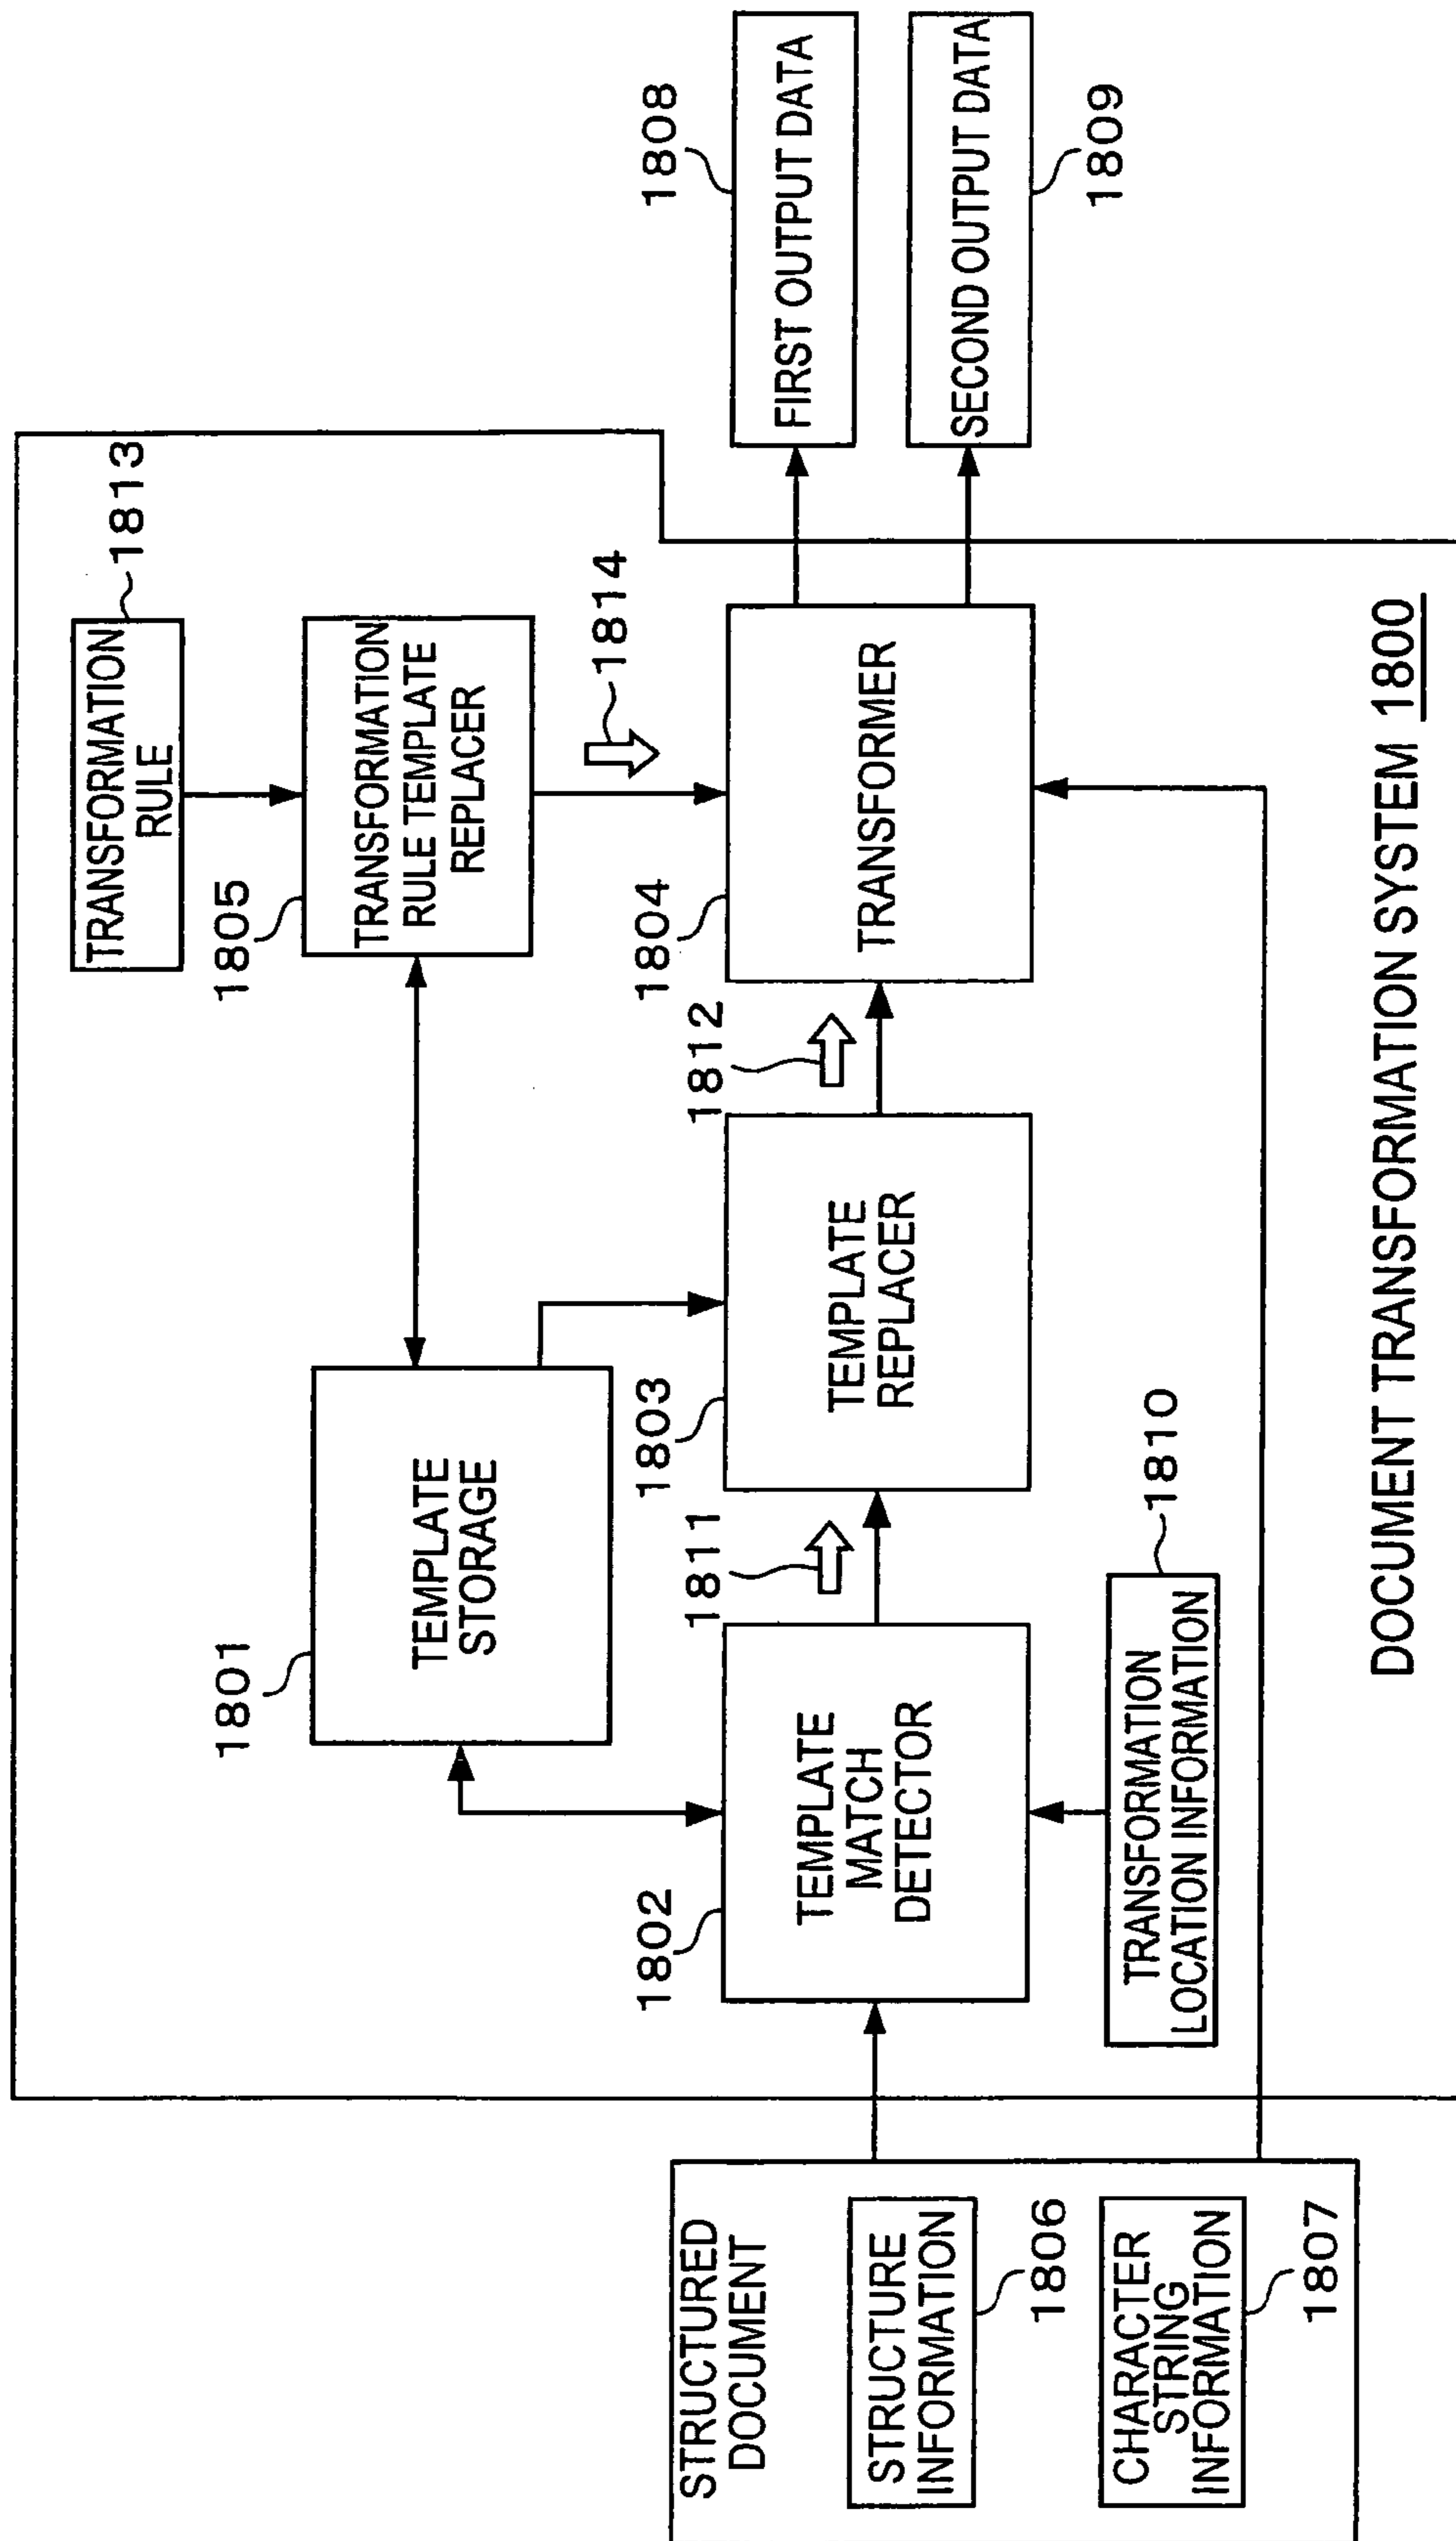 TRANSFORMATION
RULE
1813
1805
TRANSFORMATION
RULE TEMPLATE
REPLACER
1814
1801
TEMPLATE
STORAGE
1808
FIRST OUTPUT DATA
SECOND OUTPUT DATA
1809
STRUCTURED
DOCUMENT
STRUCTURE
INFORMATION
1806
CHARACTER
STRING
INFORMATION
1807
1802
TEMPLATE
MATCH
DETECTOR
1811
1803
TEMPLATE
REPLACER
1812
1804
TRANSFORMER
TRANSFORMATION
LOCATION INFORMATION
1810
DOCUMENT TRANSFORMATION SYSTEM 1800